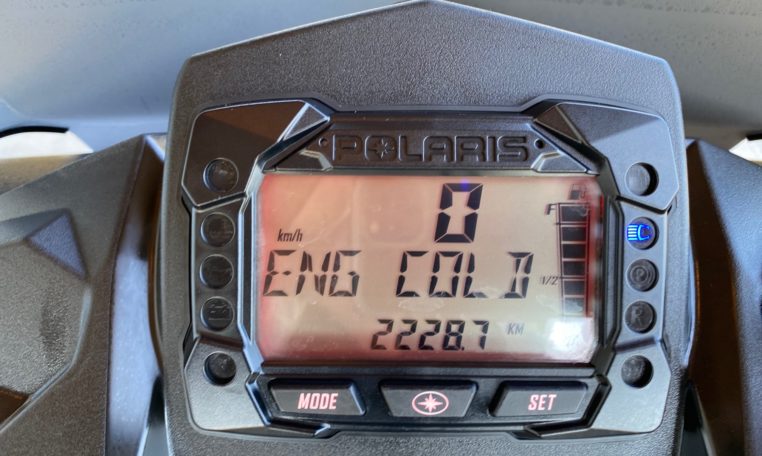 POLARIS
0
km/h
F
ENG COLD
1/2
2228.7 KM
P
R
MODE
SET